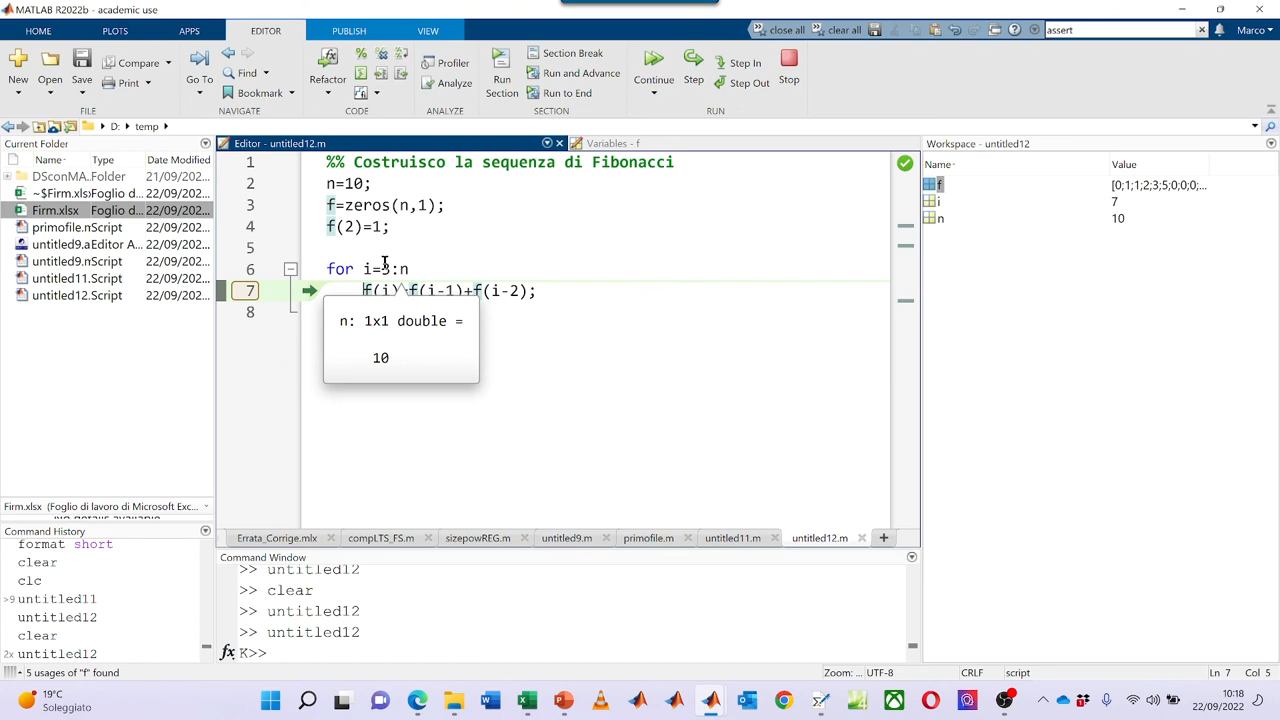 MATLAB R2022b - academic use
HOME PLOTS APPS EDITOR PUBLISH VIEW close all clear all assert Marco
New Open Save Compare Print Go To Find Bookmark Refactor Profiler Analyze Run Section Section Break Run and Advance Run to End Continue Step Step In Step Out Stop
FILE NAVIGATE CODE ANALYZE SECTION RUN
D: temp
Current Folder
Name Type Date Modified
DSconMA... Folder 21/09/202...
~$Firm.xlsx Foglio d... 22/09/202...
Firm.xlsx Foglio d... 22/09/202...
primofile.m Script 22/09/202...
untitled9.a Editor A... 22/09/202...
untitled9.m Script 22/09/202...
untitled11. Script 22/09/202...
untitled12. Script 22/09/202...
Firm.xlsx (Foglio di lavoro di Microsoft Exc...
Command History
format short
clear
clc
>9 untitled11
untitled12
clear
2x untitled12
Editor - untitled12.m
Variables - f
1 %% Costruisco la sequenza di Fibonacci
2 n=10;
3 f=zeros(n,1);
4 f(2)=1;
5
6 for i=3:n
7 f(i)=f(i-1)+f(i-2);
8
n: 1x1 double =
10
Errata_Corrige.mlx compLTS_FS.m sizepowREG.m untitled9.m primofile.m untitled11.m untitled12.m +
Command Window
>> untitled12
>> clear
>> untitled12
>> untitled12
fx K>>
Workspace - untitled12
Name Value
f [0;1;1;2;3;5;0;0;0;...
i 7
n 10
5 usages of "f" found
Zoom: ... UTF-8 CRLF script Ln 7 Col 5
19°C
Soleggiato
10:18
22/09/2022